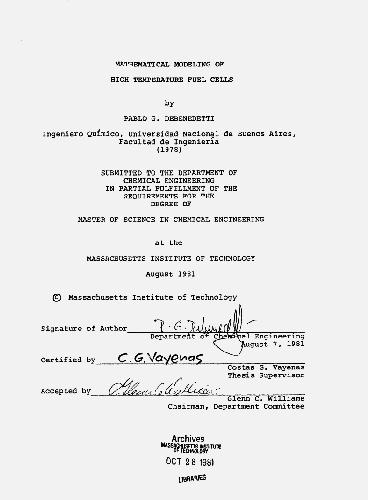 MATHEMATICAL MODELING OF
HIGH TEMPERATURE FUEL CELLS
by
PABLO G. DEBENEDETTI
Ingeniero Químico, Universidad Nacional de Buenos Aires,
Facultad de Ingeniería
(1978)
SUBMITTED TO THE DEPARTMENT OF
CHEMICAL ENGINEERING
IN PARTIAL FULFILLMENT OF THE
REQUIREMENTS FOR THE
DEGREE OF
MASTER OF SCIENCE IN CHEMICAL ENGINEERING
at the
MASSACHUSETTS INSTITUTE OF TECHNOLOGY
August 1981
© Massachusetts Institute of Technology
Signature of Author
Department of Chemical Engineering
August 7, 1981
Certified by C.G. Vayenas
Costas G. Vayenas
Thesis Supervisor
Accepted by
Glenn C. Williams
Chairman, Department Committee
Archives
MASSACHUSETTS INSTITUTE
OF TECHNOLOGY
OCT 28 1981
LIBRARIES